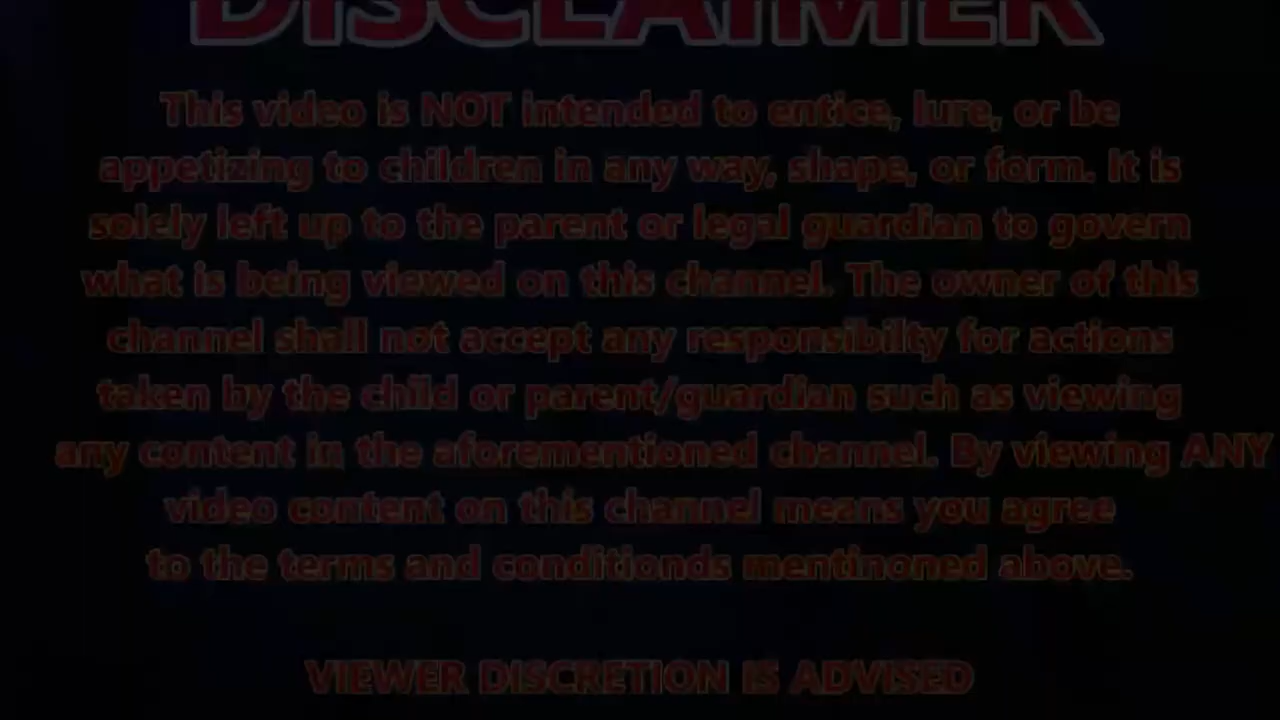 DISCLAIMER
This video is NOT intended to entice, lure, or be
appetizing to children in any way, shape, or form. It is
solely left up to the parent or legal guardian to govern
what is being viewed on this channel. The owner of this
channel shall not accept any responsibilty for actions
taken by the child or parent/guardian such as viewing
any content in the aforementioned channel. By viewing ANY
video content on this channel means you agree
to the terms and conditionds mentinoned above.
VIEWER DISCRETION IS ADVISED